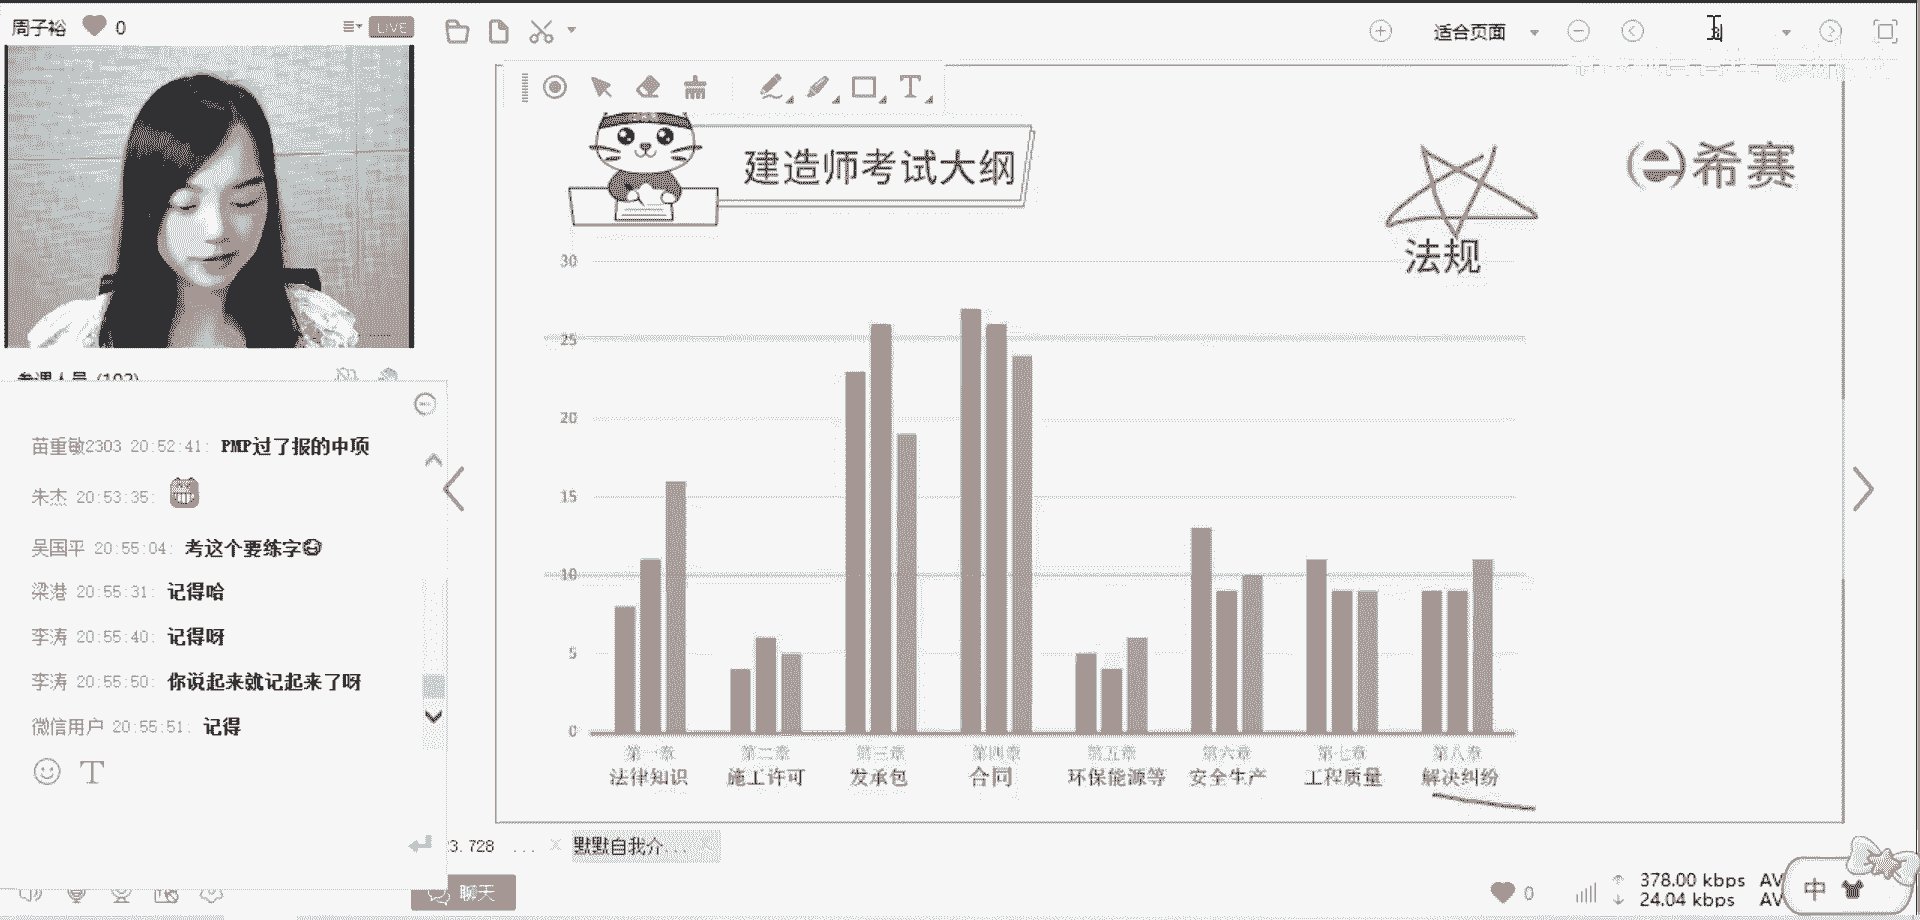 周子裕 0
LIVE
适合页面
建造师考试大纲
希赛
法规
30
25
20
15
10
5
0
第一章 第二章 第三章 第四章 第五章 第六章 第七章 第八章
法律知识 施工许可 发承包 合同 环保能源等 安全生产 工程质量 解决纠纷
参课人员 (102)
苗重敏2303 20:52:41: PMP过了报的中项
朱杰 20:53:35:
吴国平 20:55:04: 考这个要练字
梁港 20:55:31: 记得哈
李涛 20:55:40: 记得呀
李涛 20:55:50: 你说起来就记起来了呀
微信用户 20:55:51: 记得
3.728 ...
默默自我介...
聊天
0
378.00 kbps AV
24.04 kbps AV
中